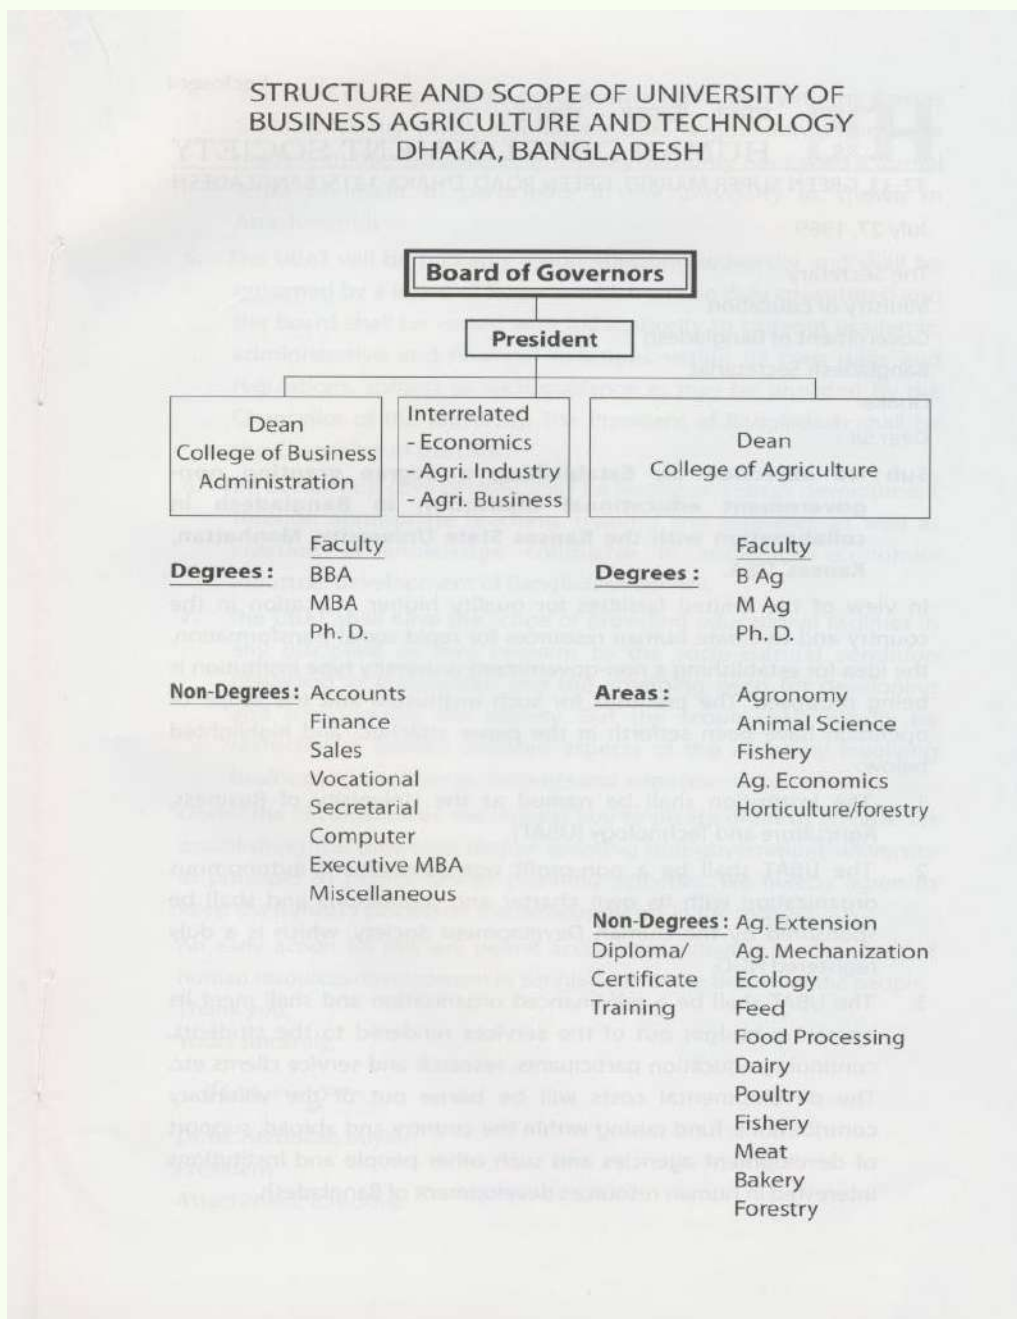 STRUCTURE AND SCOPE OF UNIVERSITY OF
BUSINESS AGRICULTURE AND TECHNOLOGY
DHAKA, BANGLADESH
Board of Governors
President
Dean
College of Business
Administration
Interrelated
- Economics
- Agri. Industry
- Agri. Business
Dean
College of Agriculture
Faculty
Degrees: BBA
MBA
Ph. D.
Non-Degrees: Accounts
Finance
Sales
Vocational
Secretarial
Computer
Executive MBA
Miscellaneous
Faculty
Degrees: B Ag
M Ag
Ph. D.
Areas: Agronomy
Animal Science
Fishery
Ag. Economics
Horticulture/forestry
Non-Degrees: Ag. Extension
Diploma/ Ag. Mechanization
Certificate Ecology
Training Feed
Food Processing
Dairy
Poultry
Fishery
Meat
Bakery
Forestry